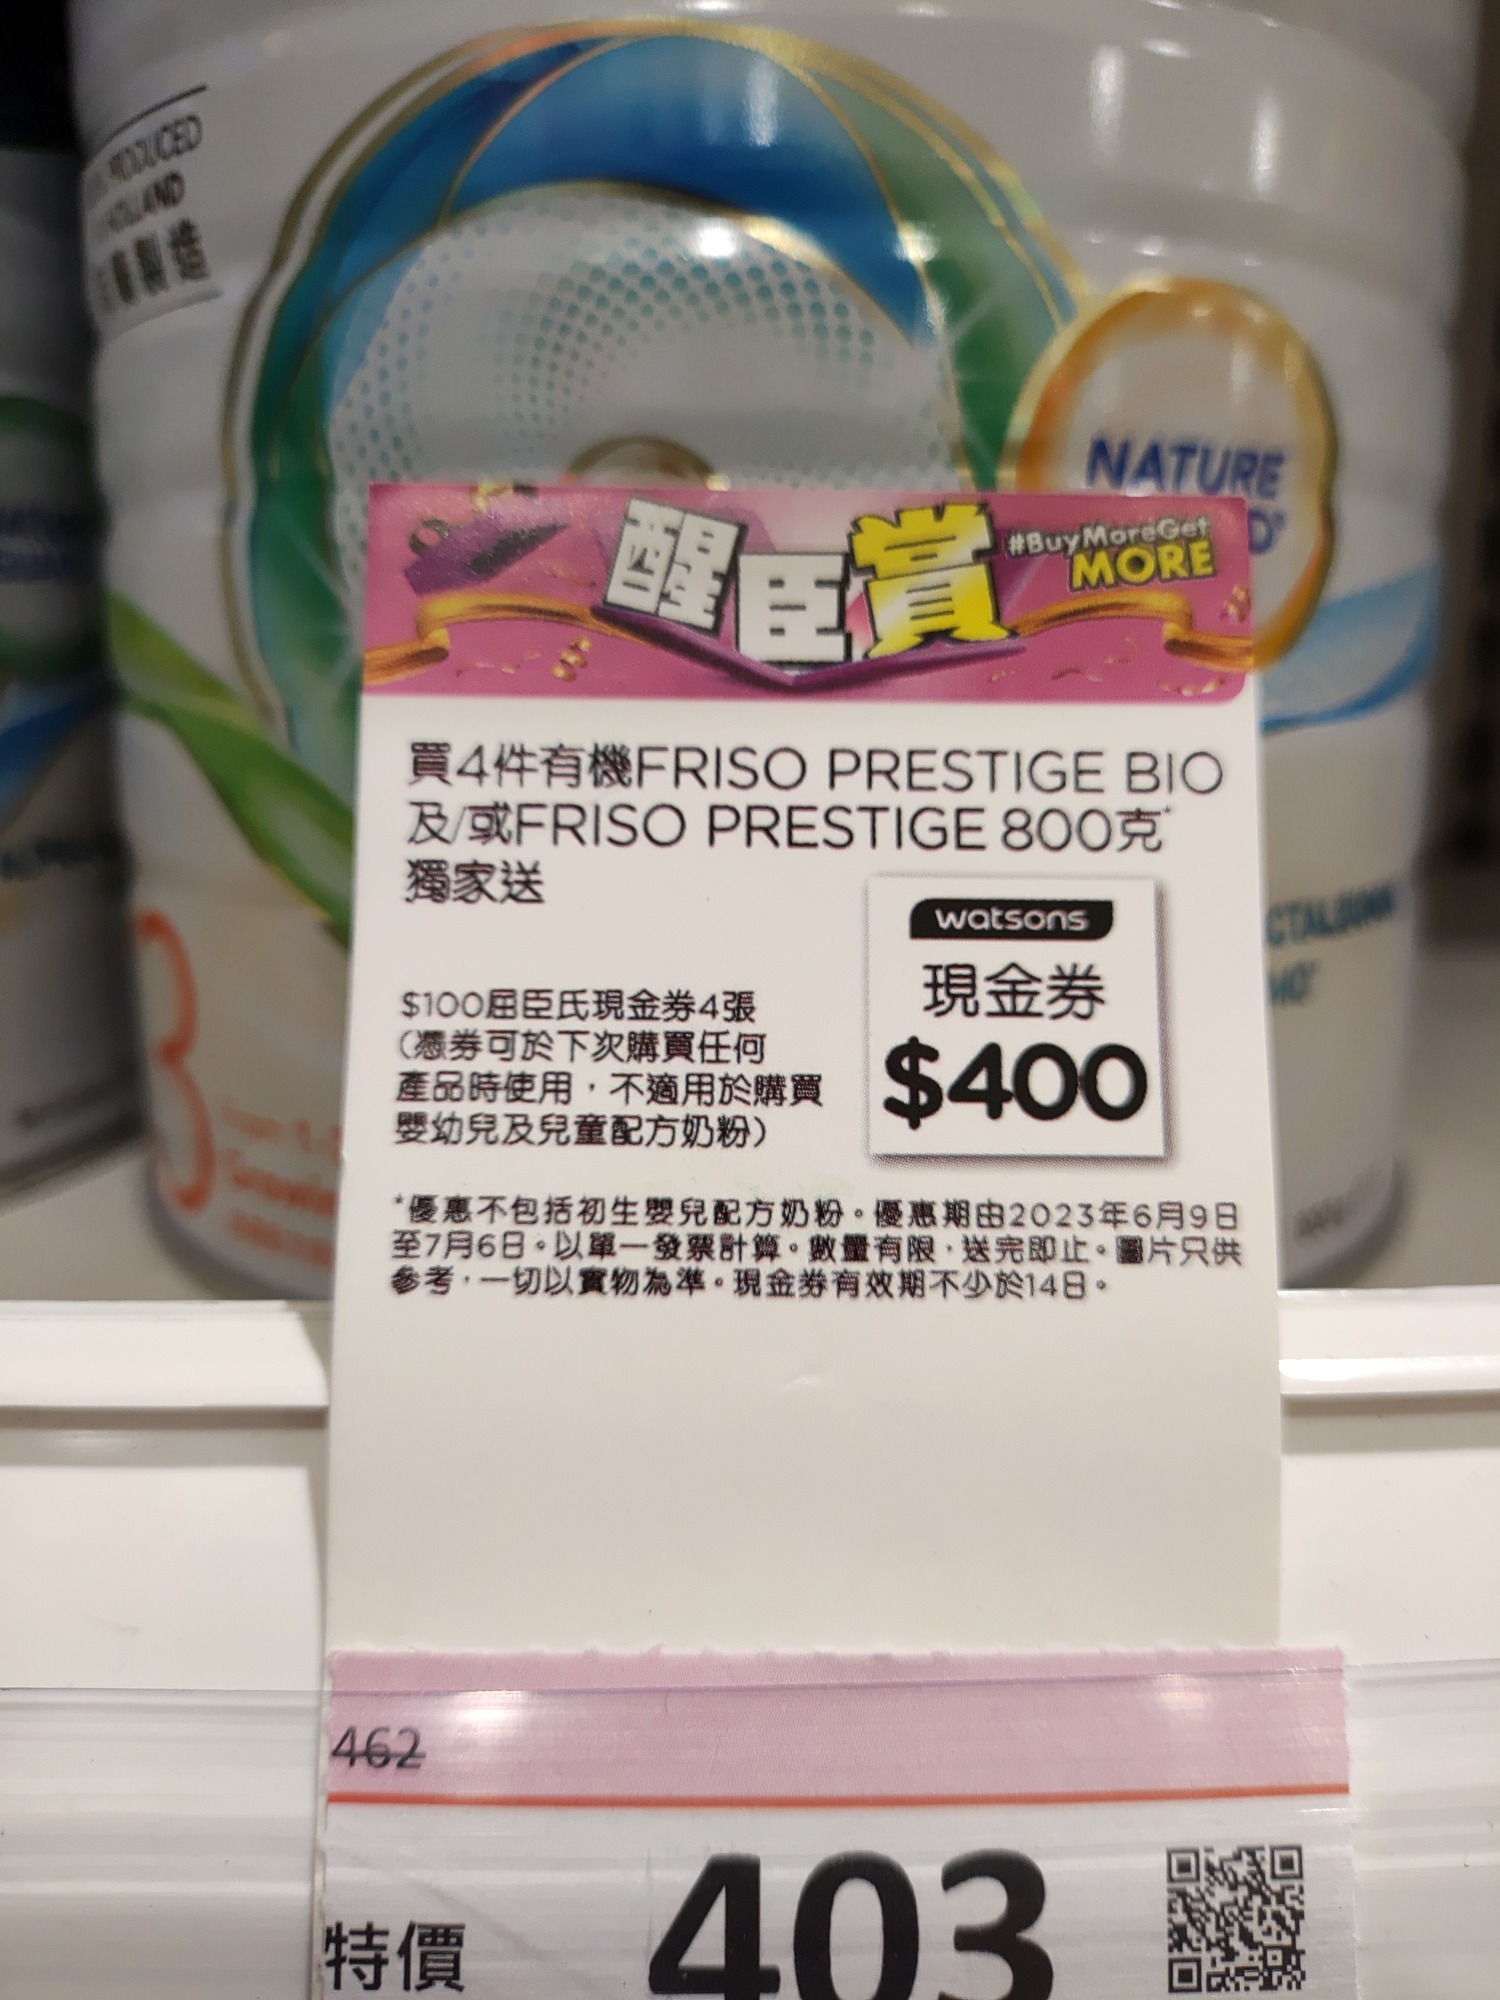 PRODUCED
HOLLAND
製造
NATURE
醒臣賞
#BuyMoreGet
MORE
買4件有機FRISO PRESTIGE BIO
及/或FRISO PRESTIGE 800克*
獨家送
watsons
現金券
$400
$100屈臣氏現金券4張
(憑券可於下次購買任何
產品時使用,不適用於購買
嬰幼兒及兒童配方奶粉)
*優惠不包括初生嬰兒配方奶粉。優惠期由2023年6月9日
至7月6日。以單一發票計算。數量有限,送完即止。圖片只供
參考,一切以實物為準。現金券有效期不少於14日。
3
462
特價
403